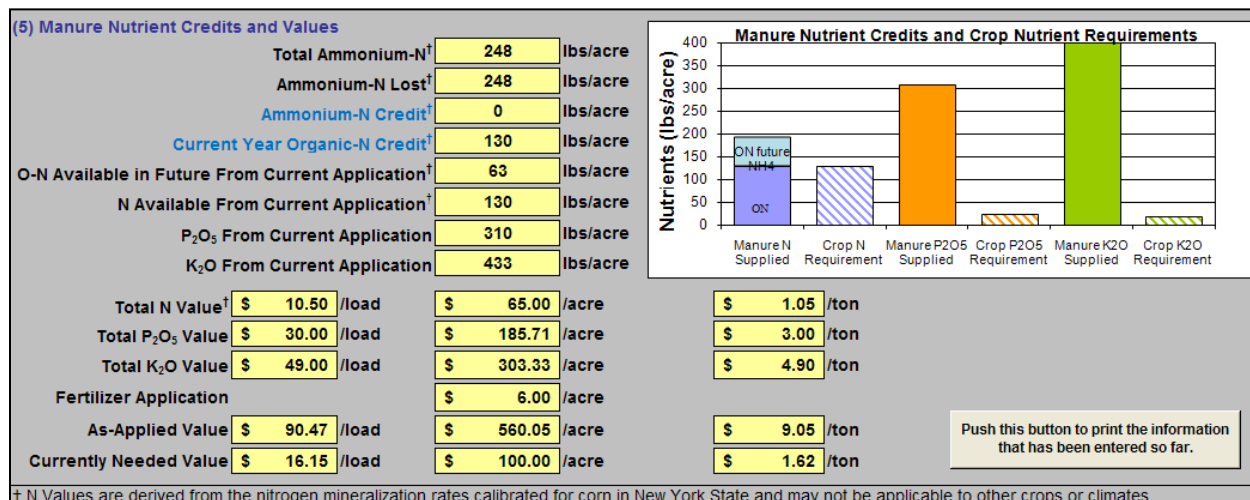 (5) Manure Nutrient Credits and Values
Total Ammonium-N† 248 lbs/acre
Ammonium-N Lost† 248 lbs/acre
Ammonium-N Credit† 0 lbs/acre
Current Year Organic-N Credit† 130 lbs/acre
O-N Available in Future From Current Application† 63 lbs/acre
N Available From Current Application† 130 lbs/acre
P₂O₅ From Current Application 310 lbs/acre
K₂O From Current Application 433 lbs/acre
Manure Nutrient Credits and Crop Nutrient Requirements
Nutrients (lbs/acre)
400
350
300
250
200
150
100
50
0
ON future
NH4
ON
Manure N Supplied
Crop N Requirement
Manure P2O5 Supplied
Crop P2O5 Requirement
Manure K2O Supplied
Crop K2O Requirement
Total N Value† $ 10.50 /load $ 65.00 /acre $ 1.05 /ton
Total P₂O₅ Value $ 30.00 /load $ 185.71 /acre $ 3.00 /ton
Total K₂O Value $ 49.00 /load $ 303.33 /acre $ 4.90 /ton
Fertilizer Application $ 6.00 /acre
As-Applied Value $ 90.47 /load $ 560.05 /acre $ 9.05 /ton
Currently Needed Value $ 16.15 /load $ 100.00 /acre $ 1.62 /ton
Push this button to print the information
that has been entered so far.
† N Values are derived from the nitrogen mineralization rates calibrated for corn in New York State and may not be applicable to other crops or climates